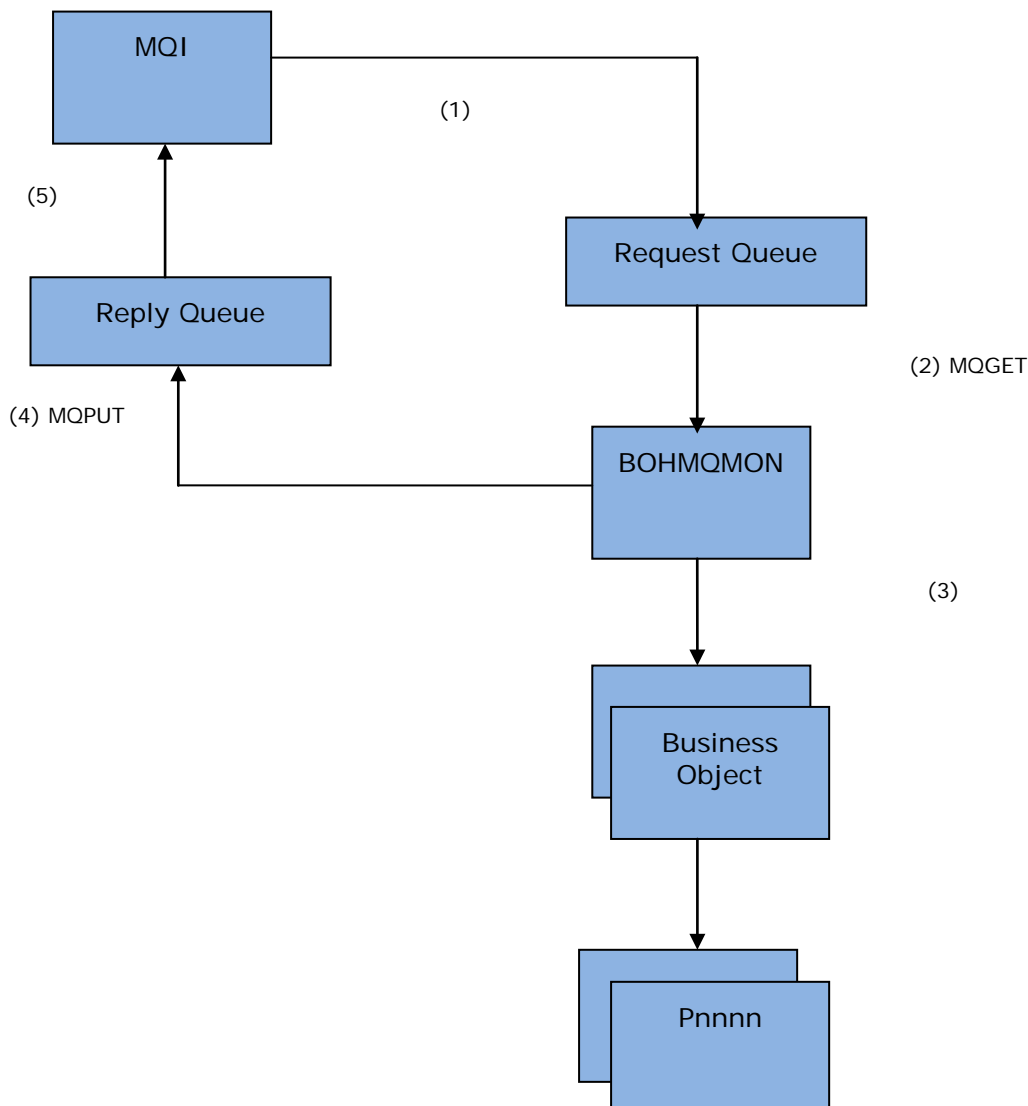 MQI
(1)
(5)
Request Queue
Reply Queue
(2) MQGET
(4) MQPUT
BOHMQMON
(3)
Business
Object
Pnnnn